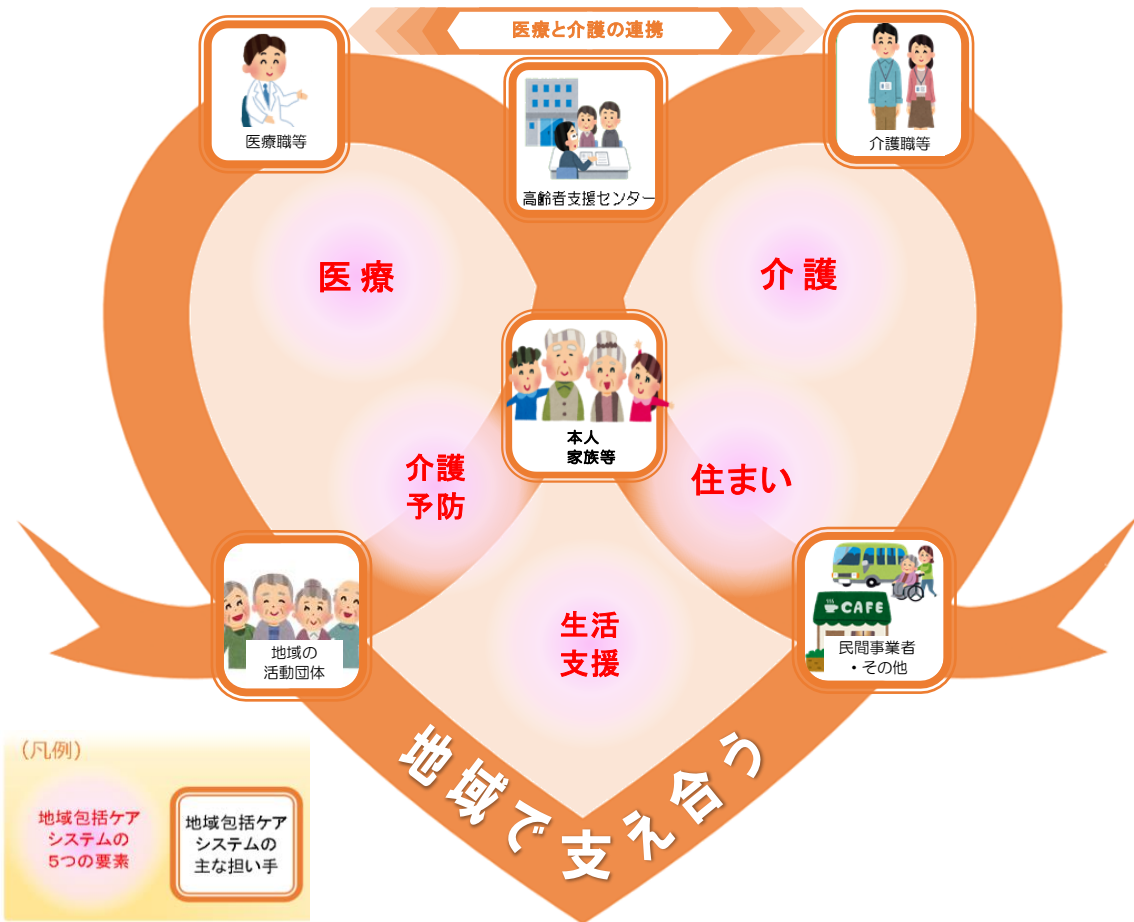 医療と介護の連携
医療職等
高齢者支援センター
介護職等
医療
介護
本人
家族等
介護
予防
住まい
地域の
活動団体
生活
支援
CAFE
民間事業者
・その他
地域で支え合う
(凡例)
地域包括ケア
システムの
5つの要素
地域包括ケア
システムの
主な担い手